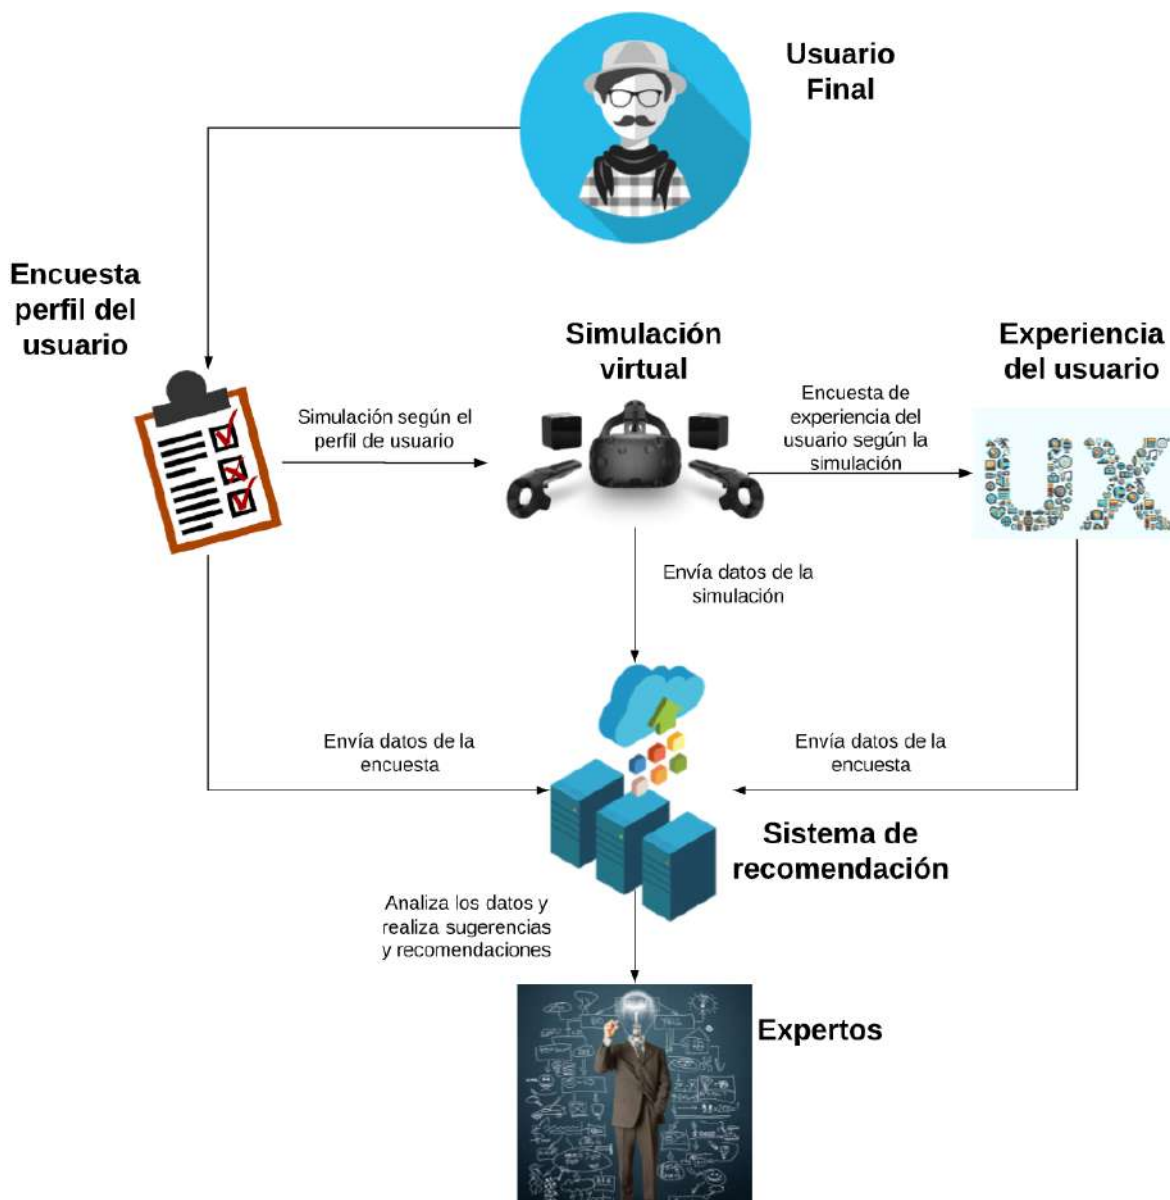 Usuario
Final
Encuesta
perfil del
usuario
Simulación
virtual
Experiencia
del usuario
Simulación según el
perfil de usuario
Encuesta de
experiencia del
usuario según la
simulación
UX
Envía datos de la
simulación
Envía datos de la
encuesta
Envía datos de la
encuesta
Sistema de
recomendación
Analiza los datos y
realiza sugerencias
y recomendaciones
Expertos